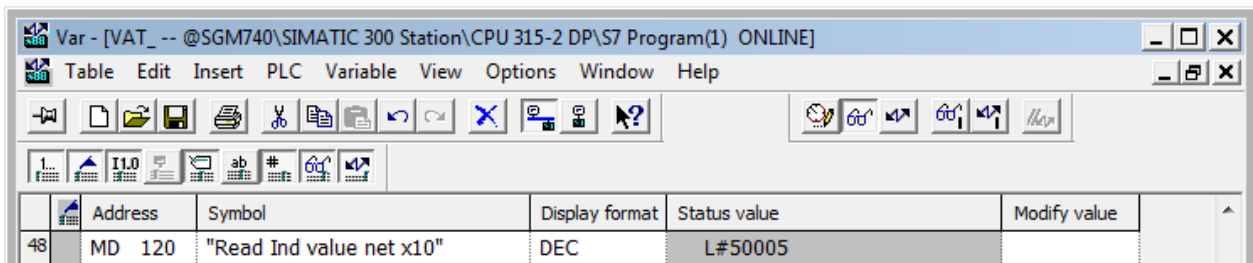 Var - [VAT_ -- @SGM740\SIMATIC 300 Station\CPU 315-2 DP\S7 Program(1) ONLINE]
Table Edit Insert PLC Variable View Options Window Help
Address Symbol Display format Status value Modify value
48 MD 120 "Read Ind value net x10" DEC L#50005